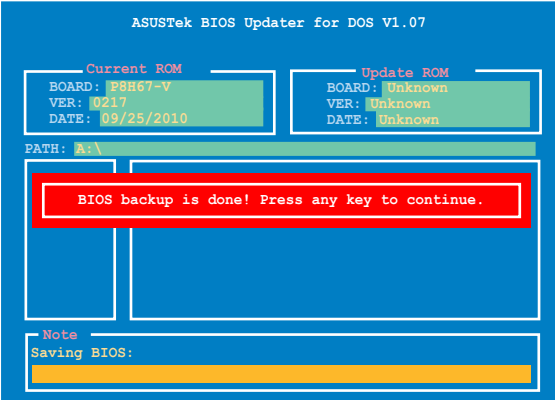 ASUSTek BIOS Updater for DOS V1.07
Current ROM
BOARD: P8H67-V
VER: 0217
DATE: 09/25/2010
Update ROM
BOARD: Unknown
VER: Unknown
DATE: Unknown
PATH: A:\
BIOS backup is done! Press any key to continue.
Note
Saving BIOS: